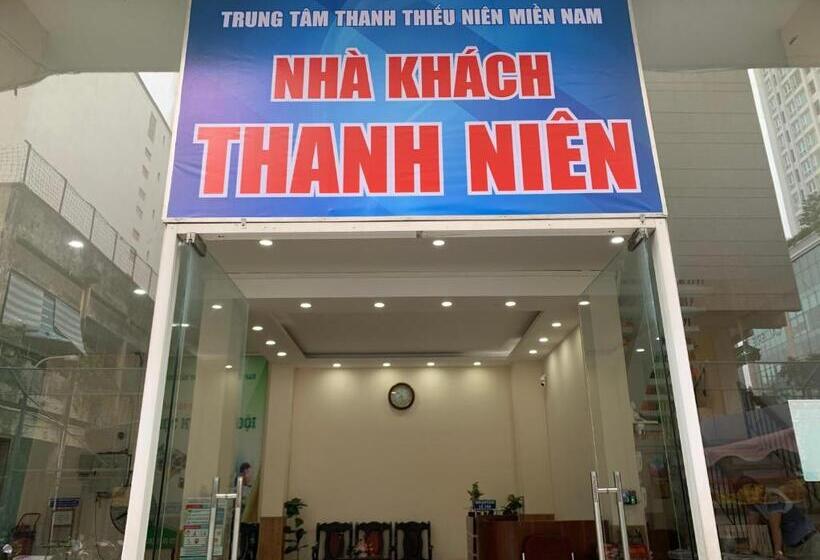 TRUNG TÂM THANH THIẾU NIÊN MIỀN NAM
NHÀ KHÁCH
THANH NIÊN